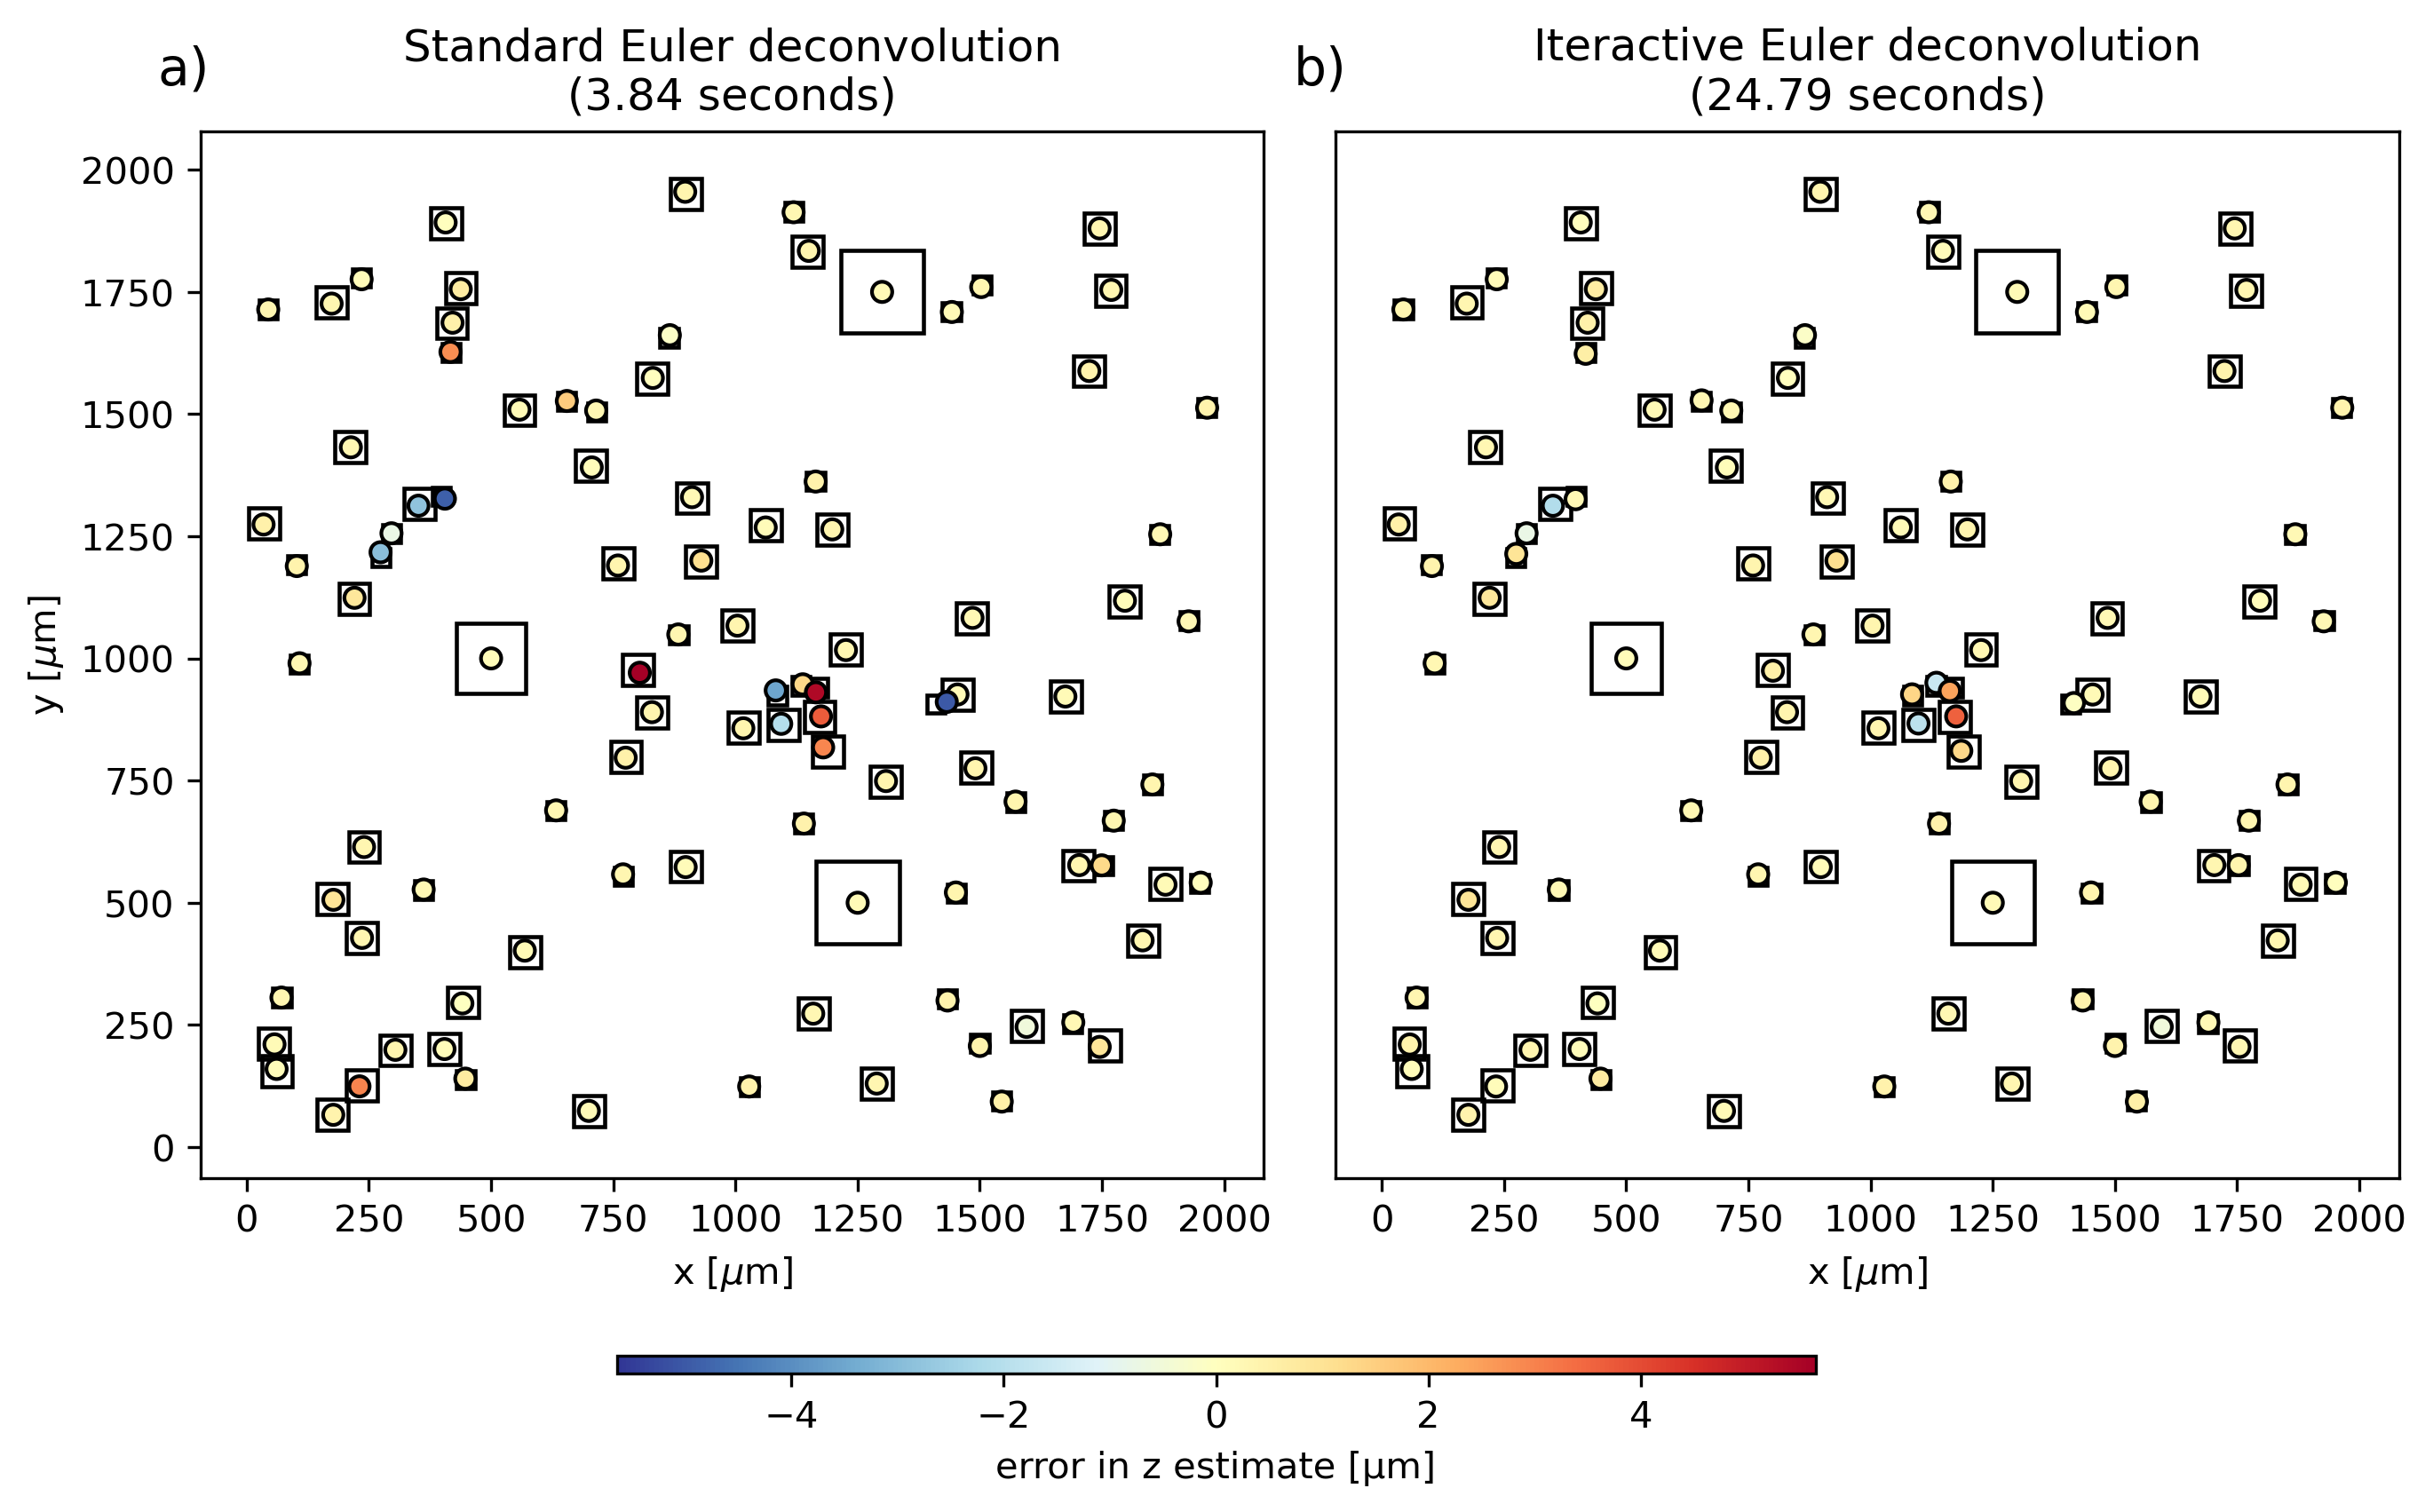 a)
Standard Euler deconvolution
(3.84 seconds)
b)
Iteractive Euler deconvolution
(24.79 seconds)
2000
1750
1500
1250
1000
750
500
250
0
y [μm]
0 250 500 750 1000 1250 1500 1750 2000
x [μm]
0 250 500 750 1000 1250 1500 1750 2000
x [μm]
−4 −2 0 2 4
error in z estimate [µm]